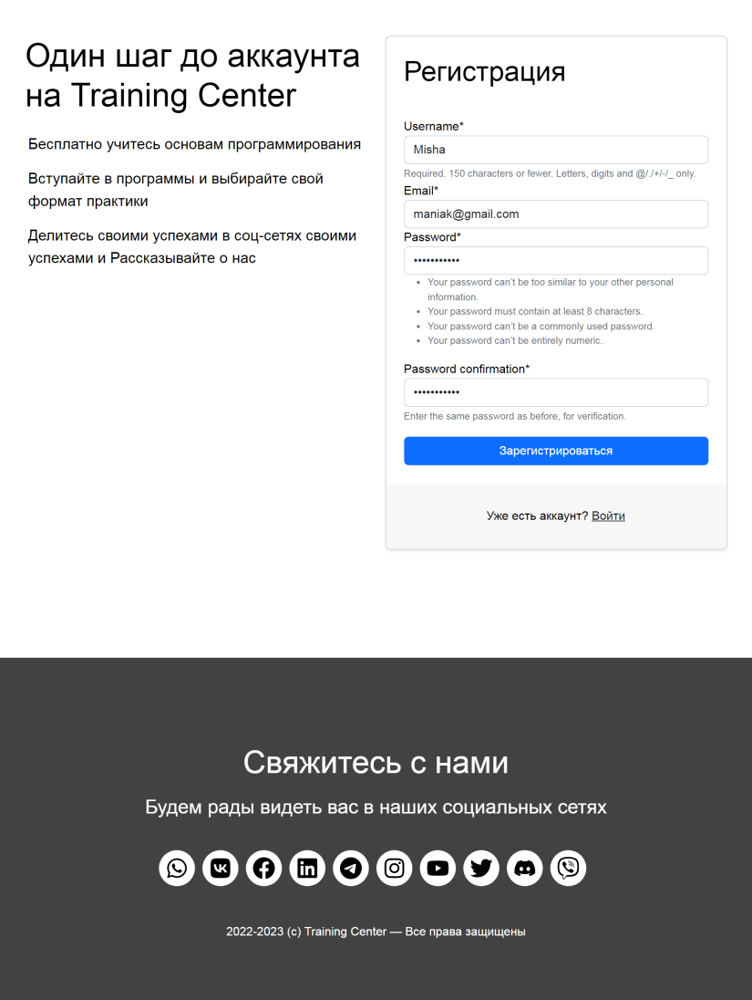 Один шаг до аккаунта
на Training Center
Бесплатно учитесь основам программирования
Вступайте в программы и выбирайте свой
формат практики
Делитесь своими успехами в соц-сетях своими
успехами и Рассказывайте о нас
Регистрация
Username*
Misha
Required. 150 characters or fewer. Letters, digits and @/./+/-/_ only.
Email*
maniak@gmail.com
Password*
•••••••••••
• Your password can’t be too similar to your other personal
information.
• Your password must contain at least 8 characters.
• Your password can’t be a commonly used password.
• Your password can’t be entirely numeric.
Password confirmation*
•••••••••••
Enter the same password as before, for verification.
Зарегистрироваться
Уже есть аккаунт? Войти
Свяжитесь с нами
Будем рады видеть вас в наших социальных сетях
2022-2023 (c) Training Center — Все права защищены